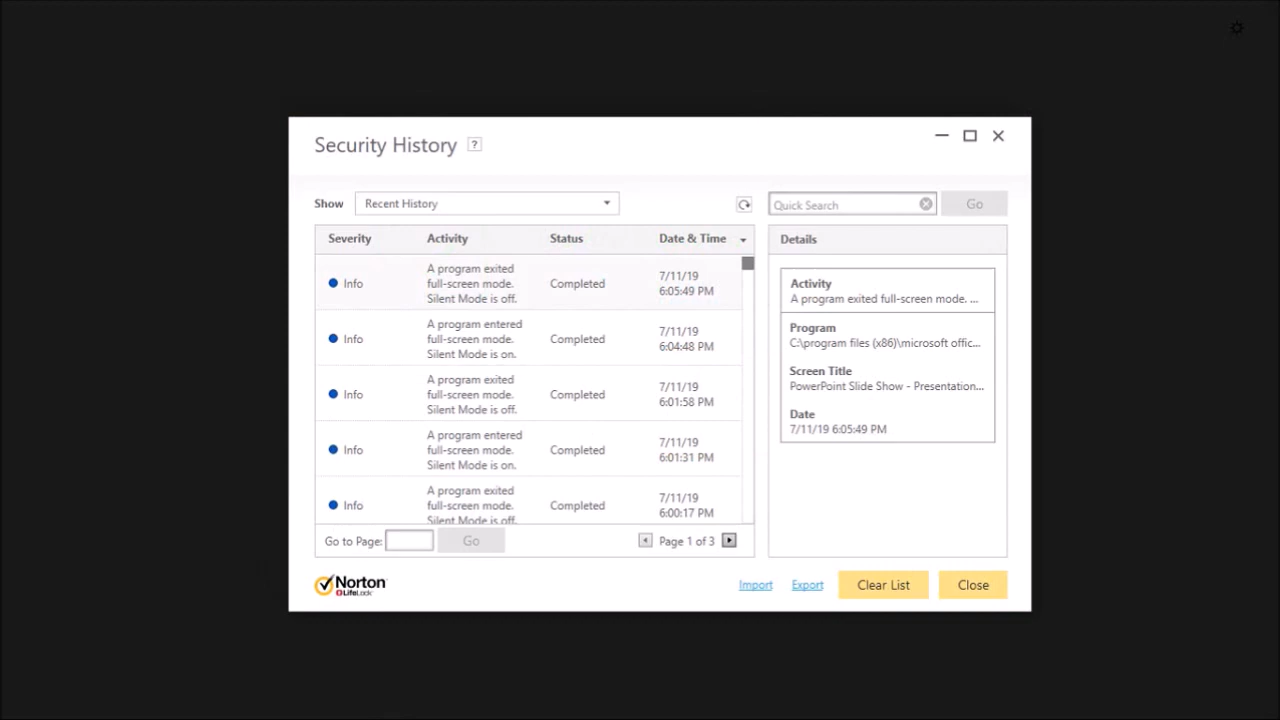 Security History ?
Show Recent History
Quick Search Go
Severity Activity Status Date & Time
Info A program exited full-screen mode. Silent Mode is off. Completed 7/11/19 6:05:49 PM
Info A program entered full-screen mode. Silent Mode is on. Completed 7/11/19 6:04:48 PM
Info A program exited full-screen mode. Silent Mode is off. Completed 7/11/19 6:01:58 PM
Info A program entered full-screen mode. Silent Mode is on. Completed 7/11/19 6:01:31 PM
Info A program exited full-screen mode. Silent Mode is off. Completed 7/11/19 6:00:17 PM
Go to Page: Go Page 1 of 3
Details
Activity
A program exited full-screen mode. ...
Program
C:\program files (x86)\microsoft offic...
Screen Title
PowerPoint Slide Show - Presentation...
Date
7/11/19 6:05:49 PM
Norton
LifeLock
Import Export Clear List Close